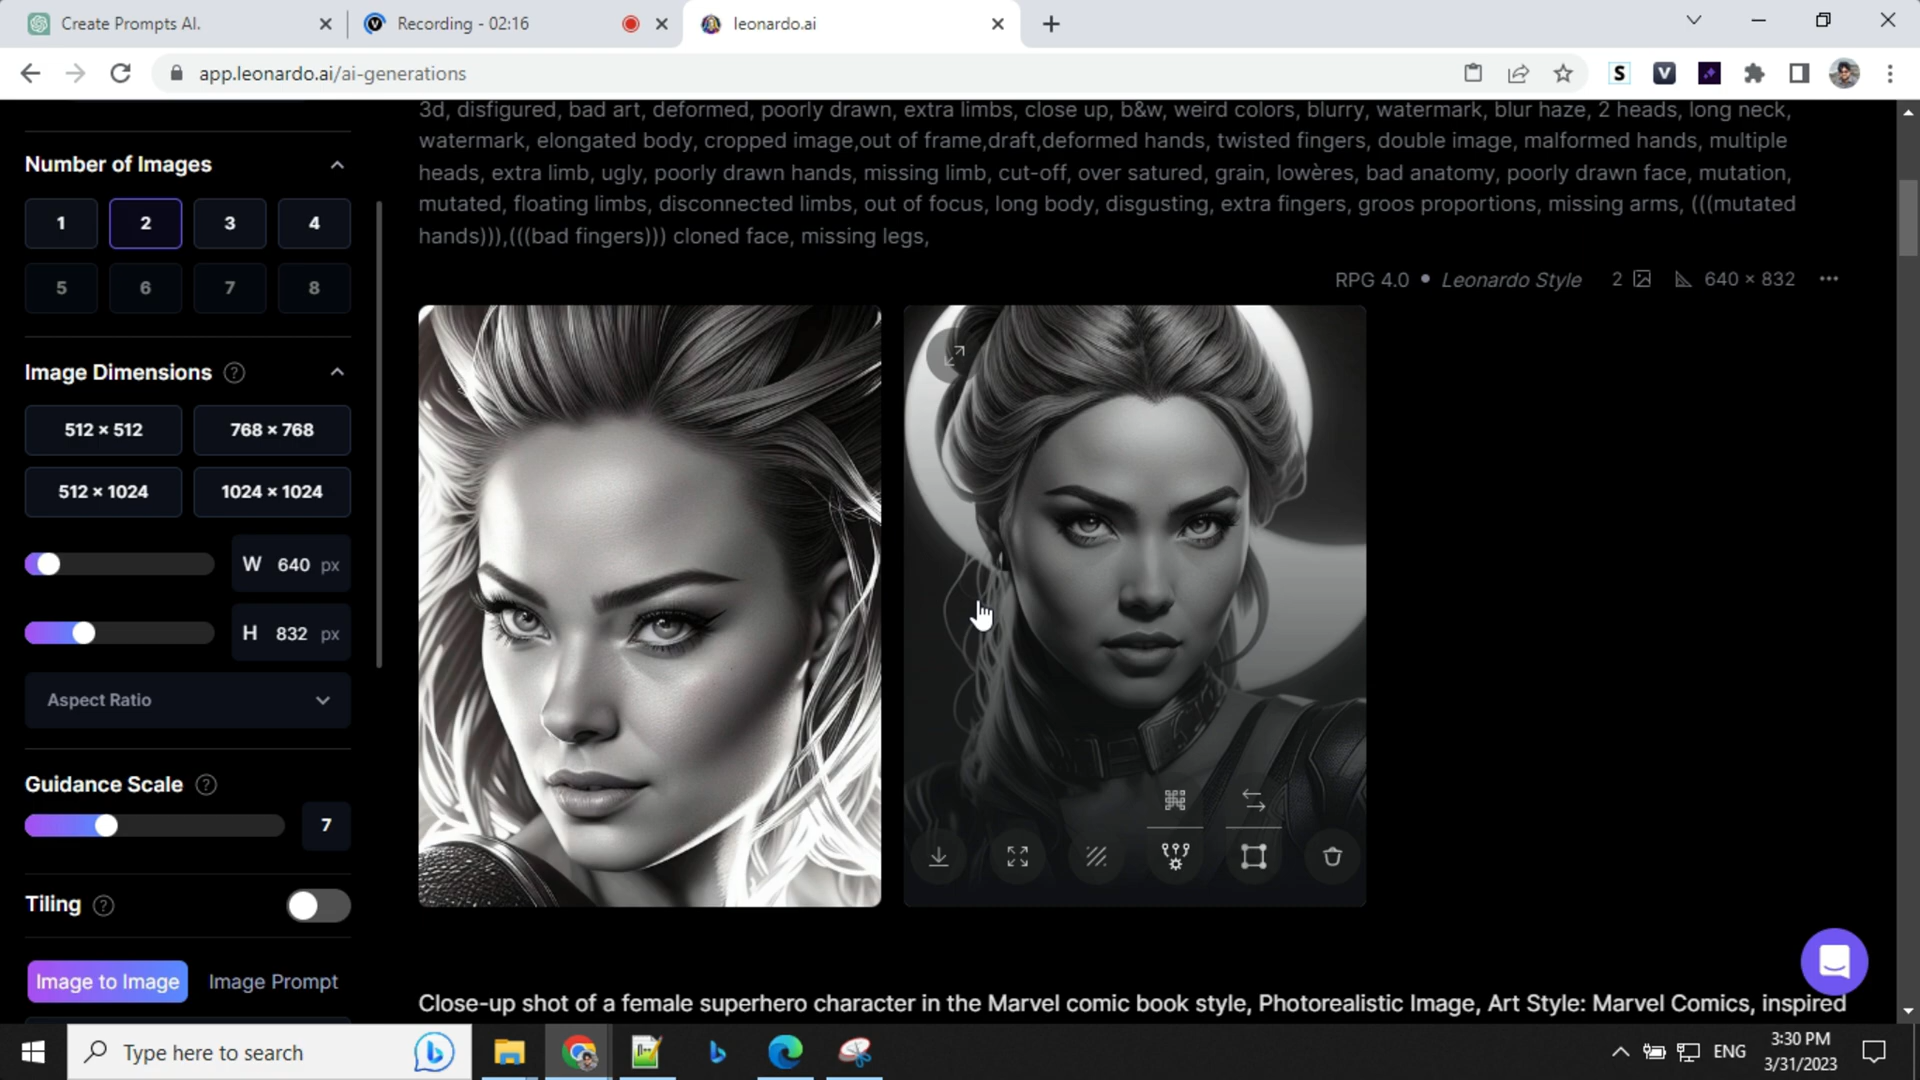 Create Prompts AI.
Recording - 02:16
leonardo.ai
app.leonardo.ai/ai-generations
3d, disfigured, bad art, deformed, poorly drawn, extra limbs, close up, b&w, weird colors, blurry, watermark, blur haze, 2 heads, long neck,
watermark, elongated body, cropped image,out of frame,draft,deformed hands, twisted fingers, double image, malformed hands, multiple
heads, extra limb, ugly, poorly drawn hands, missing limb, cut-off, over satured, grain, lowères, bad anatomy, poorly drawn face, mutation,
mutated, floating limbs, disconnected limbs, out of focus, long body, disgusting, extra fingers, groos proportions, missing arms, (((mutated
hands))),(((bad fingers))) cloned face, missing legs,
RPG 4.0 • Leonardo Style 2 640 × 832
Number of Images
1 2 3 4
5 6 7 8
Image Dimensions
512 × 512 768 × 768
512 × 1024 1024 × 1024
W 640 px
H 832 px
Aspect Ratio
Guidance Scale
7
Tiling
Image to Image Image Prompt
Close-up shot of a female superhero character in the Marvel comic book style, Photorealistic Image, Art Style: Marvel Comics, inspired
Type here to search
ENG
3:30 PM
3/31/2023